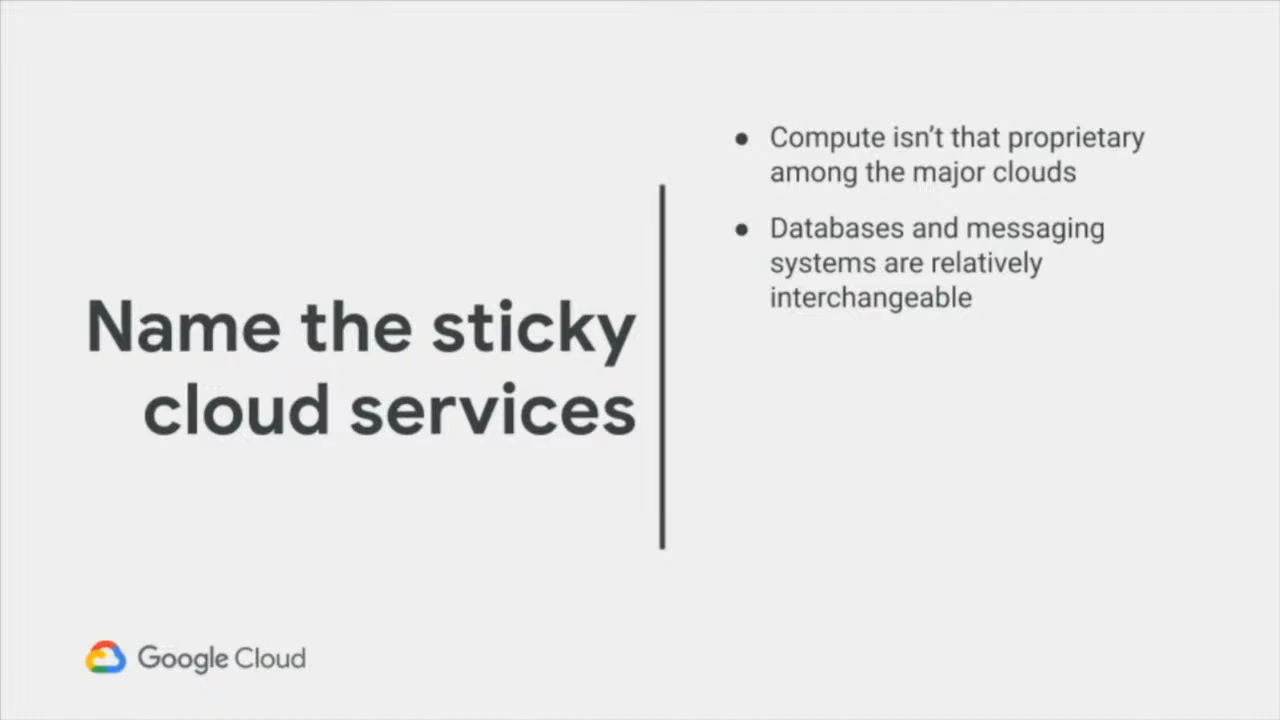 Name the sticky
cloud services
● Compute isn't that proprietary
among the major clouds
● Databases and messaging
systems are relatively
interchangeable
Google Cloud